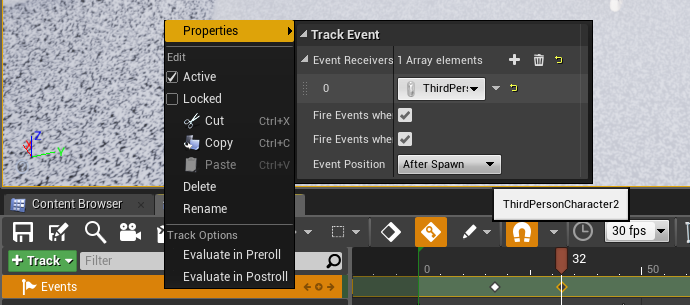 Properties
Track Event
Event Receivers 1 Array elements
Edit
Active
0 ThirdPers
Locked
Fire Events whe
Cut Ctrl+X
Copy Ctrl+C
Fire Events whe
Paste Ctrl+V
Event Position After Spawn
Delete
Rename
Content Browser
ThirdPersonCharacter2
30 fps
Track Options
Evaluate in Preroll
Evaluate in Postroll
Track Filter
0 32 50
Events
Z